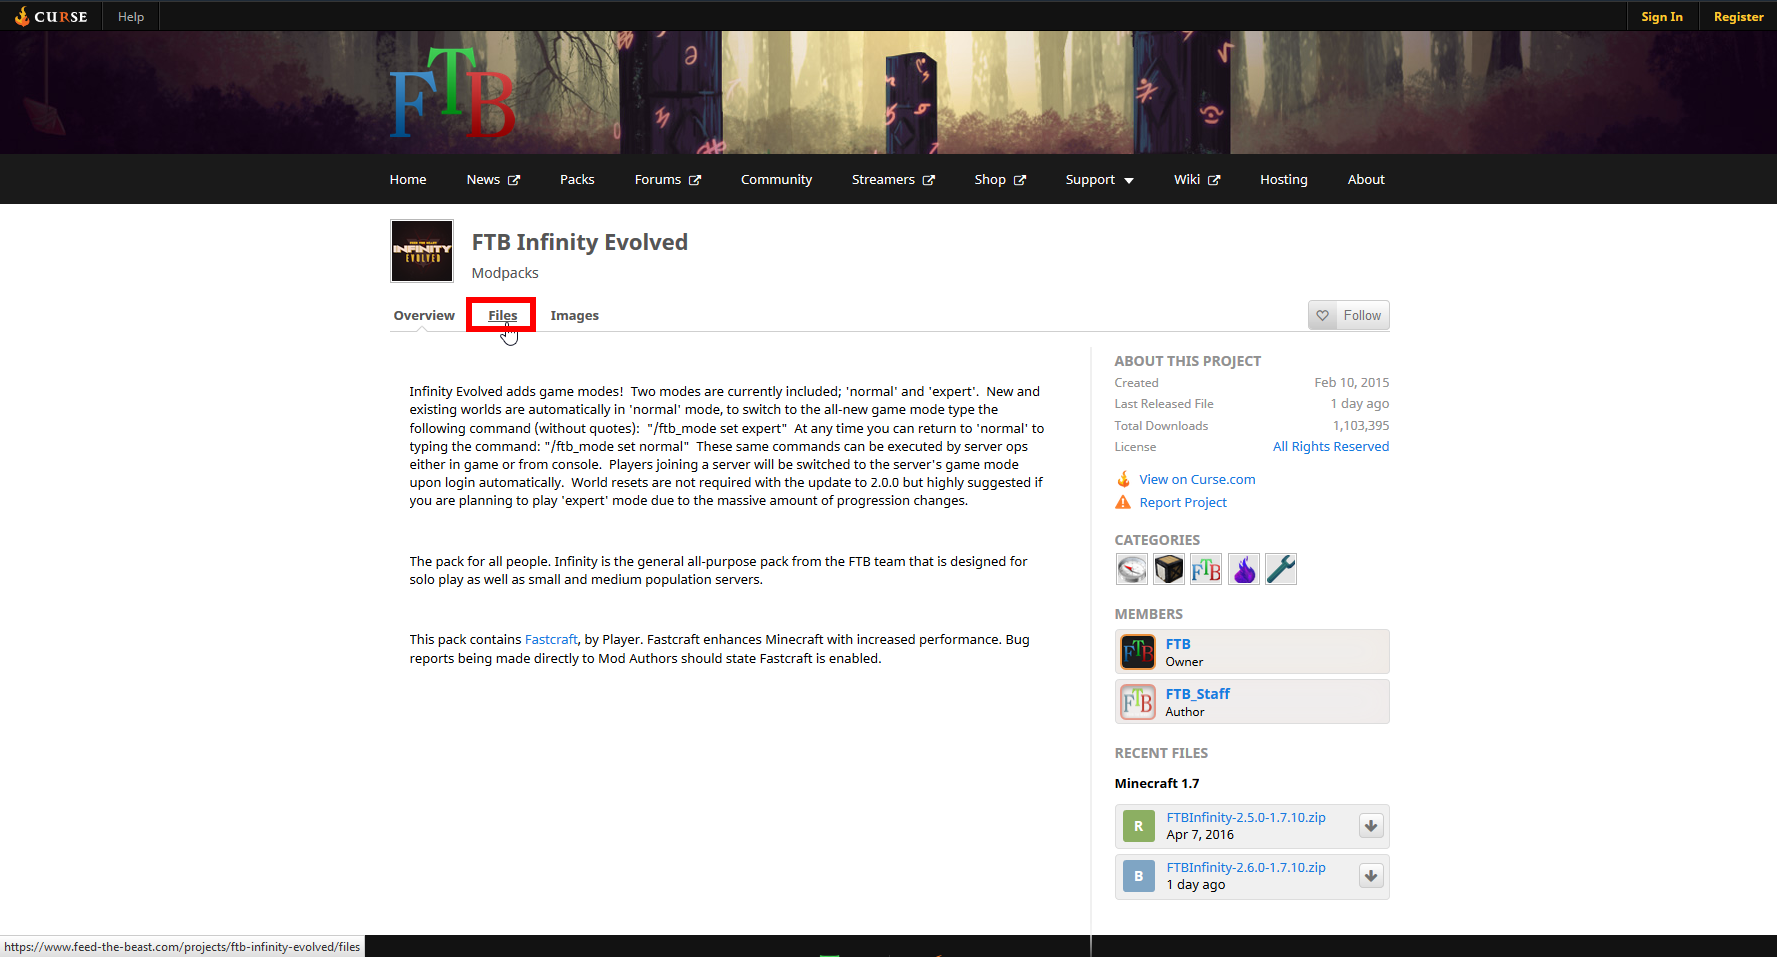 CURSE
Help
Sign In
Register
FTB
Home
News
Packs
Forums
Community
Streamers
Shop
Support
Wiki
Hosting
About
INFINITY
EVOLVED
FTB Infinity Evolved
Modpacks
Overview
Files
Images
Follow
Infinity Evolved adds game modes!  Two modes are currently included; 'normal' and 'expert'.  New and
existing worlds are automatically in 'normal' mode, to switch to the all-new game mode type the
following command (without quotes):  "/ftb_mode set expert"  At any time you can return to 'normal' to
typing the command: "/ftb_mode set normal"  These same commands can be executed by server ops
either in game or from console.  Players joining a server will be switched to the server's game mode
upon login automatically.  World resets are not required with the update to 2.0.0 but highly suggested if
you are planning to play 'expert' mode due to the massive amount of progression changes.
The pack for all people. Infinity is the general all-purpose pack from the FTB team that is designed for
solo play as well as small and medium population servers.
This pack contains Fastcraft, by Player. Fastcraft enhances Minecraft with increased performance. Bug
reports being made directly to Mod Authors should state Fastcraft is enabled.
ABOUT THIS PROJECT
Created Feb 10, 2015
Last Released File 1 day ago
Total Downloads 1,103,395
License All Rights Reserved
View on Curse.com
Report Project
CATEGORIES
FTB
MEMBERS
FTB
FTB
Owner
FTB
FTB_Staff
Author
RECENT FILES
Minecraft 1.7
R
FTBInfinity-2.5.0-1.7.10.zip
Apr 7, 2016
B
FTBInfinity-2.6.0-1.7.10.zip
1 day ago
https://www.feed-the-beast.com/projects/ftb-infinity-evolved/files